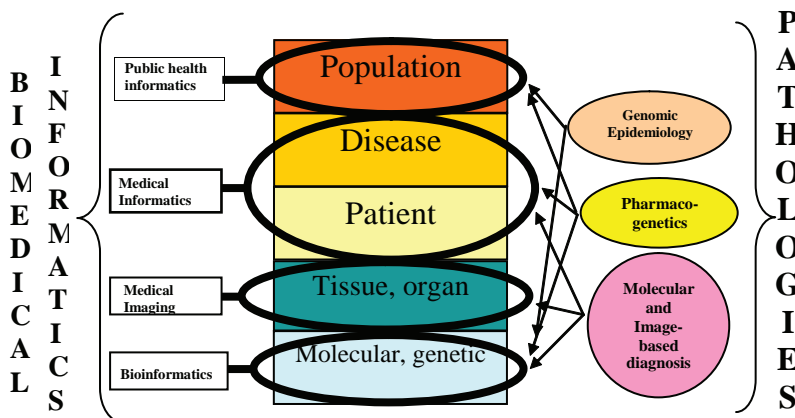 BIOMEDICAL
INFORMATICS
Public health
informatics
Medical
Informatics
Medical
Imaging
Bioinformatics
Population
Disease
Patient
Tissue, organ
Molecular, genetic
Genomic
Epidemiology
Pharmaco-
genetics
Molecular
and
Image-
based
diagnosis
PATHOLOGIES